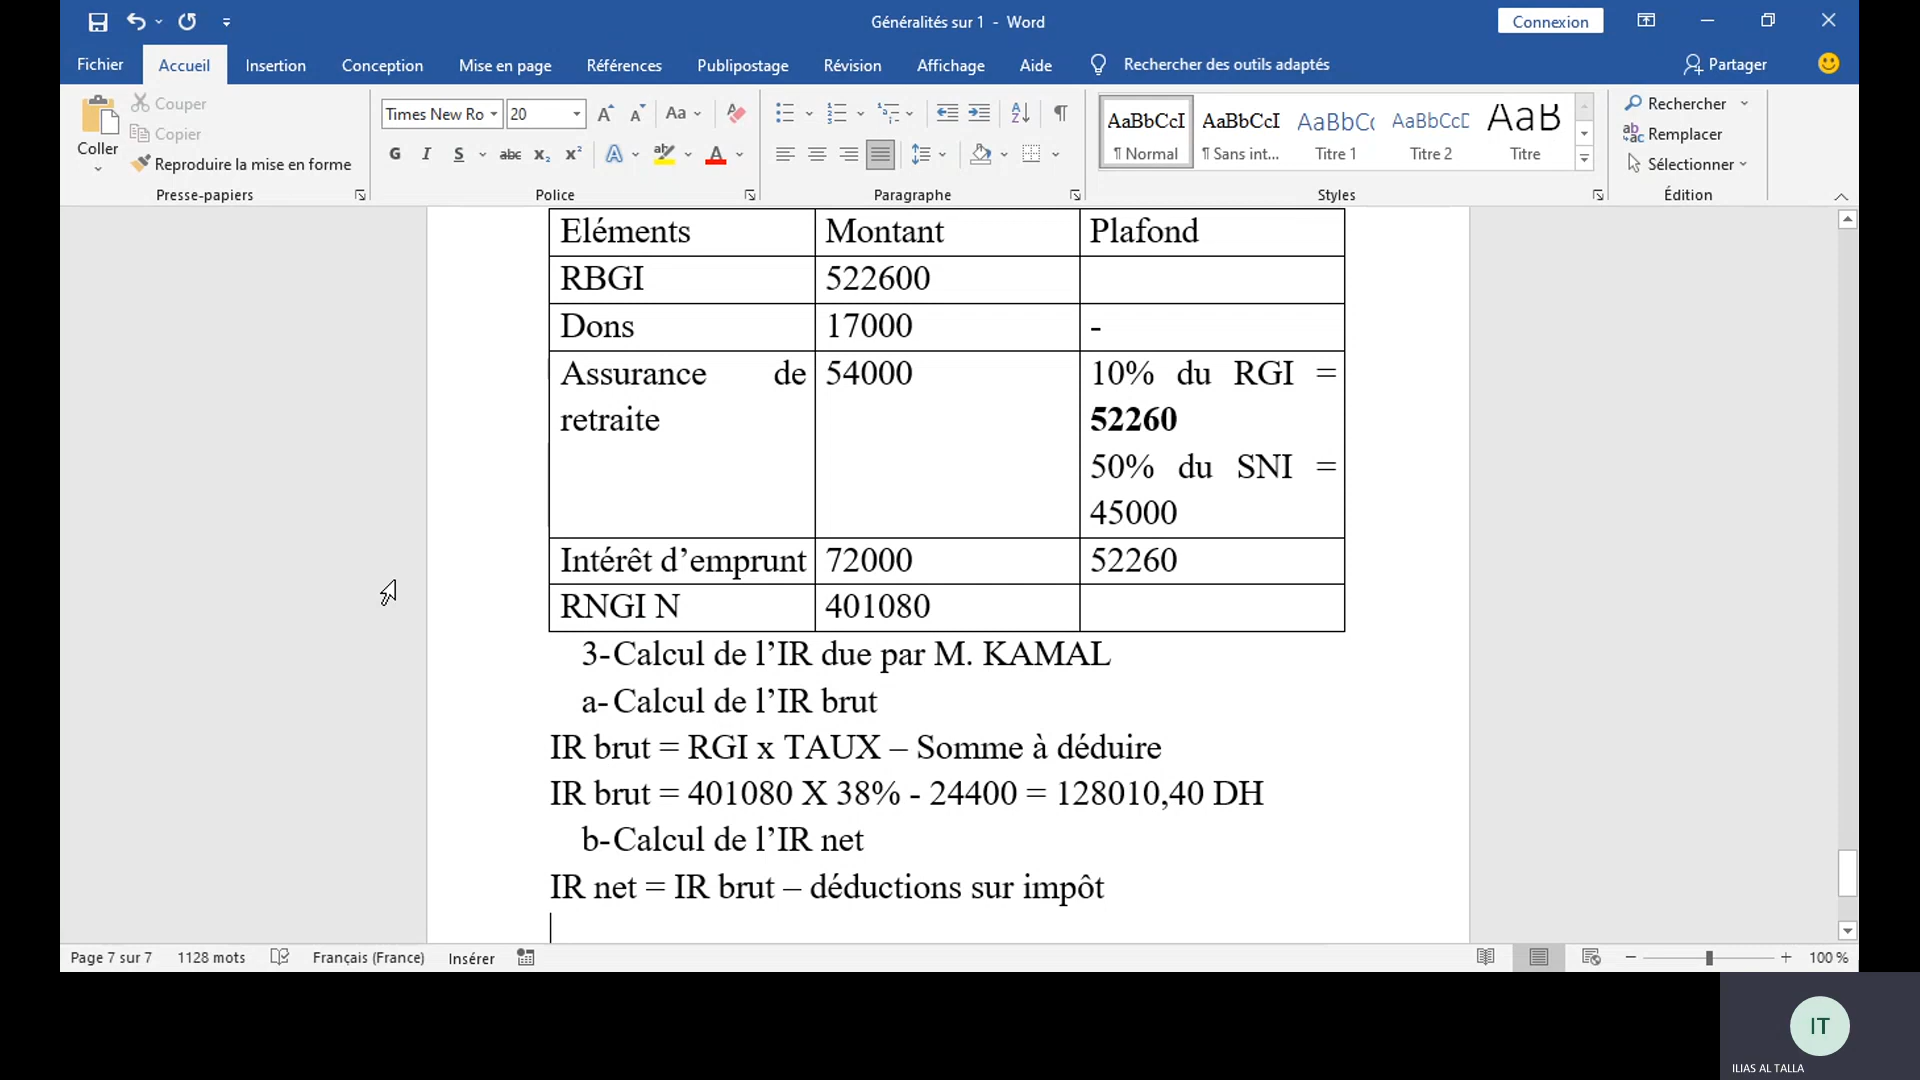 Généralités sur 1 - Word
Connexion
Fichier Accueil Insertion Conception Mise en page Références Publipostage Révision Affichage Aide Rechercher des outils adaptés Partager
Coller
Couper
Copier
Reproduire la mise en forme
Presse-papiers
Times New Ro 20 Aa
G I S abc x₂ x² A A
Police
Paragraphe
AaBbCcI AaBbCcI AaBbCc AaBbCcD AaB
¶ Normal ¶ Sans int... Titre 1 Titre 2 Titre
Styles
Rechercher
Remplacer
Sélectionner
Édition
Eléments Montant Plafond
RBGI 522600
Dons 17000 -
Assurance de 54000 10% du RGI =
retraite 52260
50% du SNI =
45000
Intérêt d’emprunt 72000 52260
RNGI N 401080
3-Calcul de l’IR due par M. KAMAL
a-Calcul de l’IR brut
IR brut = RGI x TAUX – Somme à déduire
IR brut = 401080 X 38% - 24400 = 128010,40 DH
b-Calcul de l’IR net
IR net = IR brut – déductions sur impôt
Page 7 sur 7 1128 mots Français (France) Insérer 100 %
IT
ILIAS AL TALLA